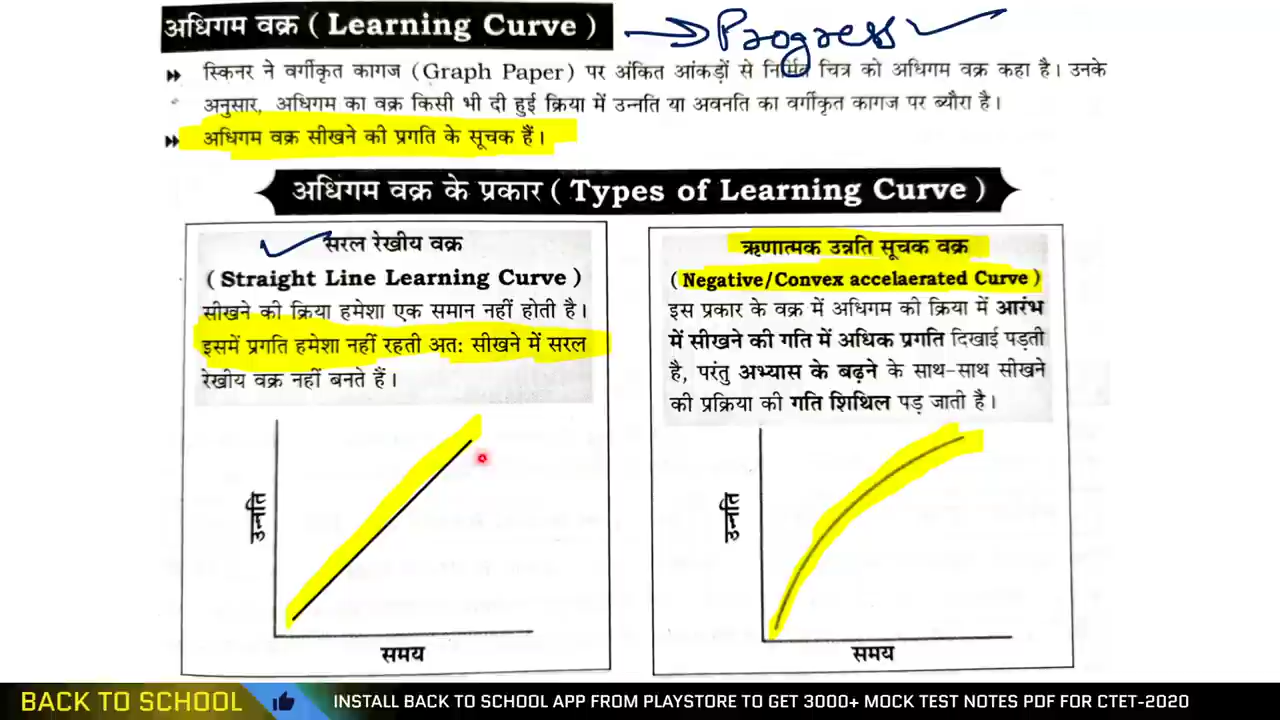 अधिगम वक्र ( Learning Curve )
Progress
स्किनर ने वर्गीकृत कागज (Graph Paper) पर अंकित आंकड़ों से निर्मित चित्र को अधिगम वक्र कहा है। उनके
अनुसार, अधिगम का वक्र किसी भी दी हुई क्रिया में उन्नति या अवनति का वर्गीकृत कागज पर ब्यौरा है।
अधिगम वक्र सीखने की प्रगति के सूचक हैं।
अधिगम वक्र के प्रकार ( Types of Learning Curve )
सरल रेखीय वक्र
( Straight Line Learning Curve )
सीखने की क्रिया हमेशा एक समान नहीं होती है।
इसमें प्रगति हमेशा नहीं रहती अत: सीखने में सरल
रेखीय वक्र नहीं बनते हैं।
उन्नति
समय
ऋणात्मक उन्नति सूचक वक्र
( Negative/Convex accelaerated Curve )
इस प्रकार के वक्र में अधिगम की क्रिया में आरंभ
में सीखने की गति में अधिक प्रगति दिखाई पड़ती
है, परंतु अभ्यास के बढ़ने के साथ-साथ सीखने
की प्रक्रिया की गति शिथिल पड़ जाती है।
उन्नति
समय
BACK TO SCHOOL
INSTALL BACK TO SCHOOL APP FROM PLAYSTORE TO GET 3000+ MOCK TEST NOTES PDF FOR CTET-2020